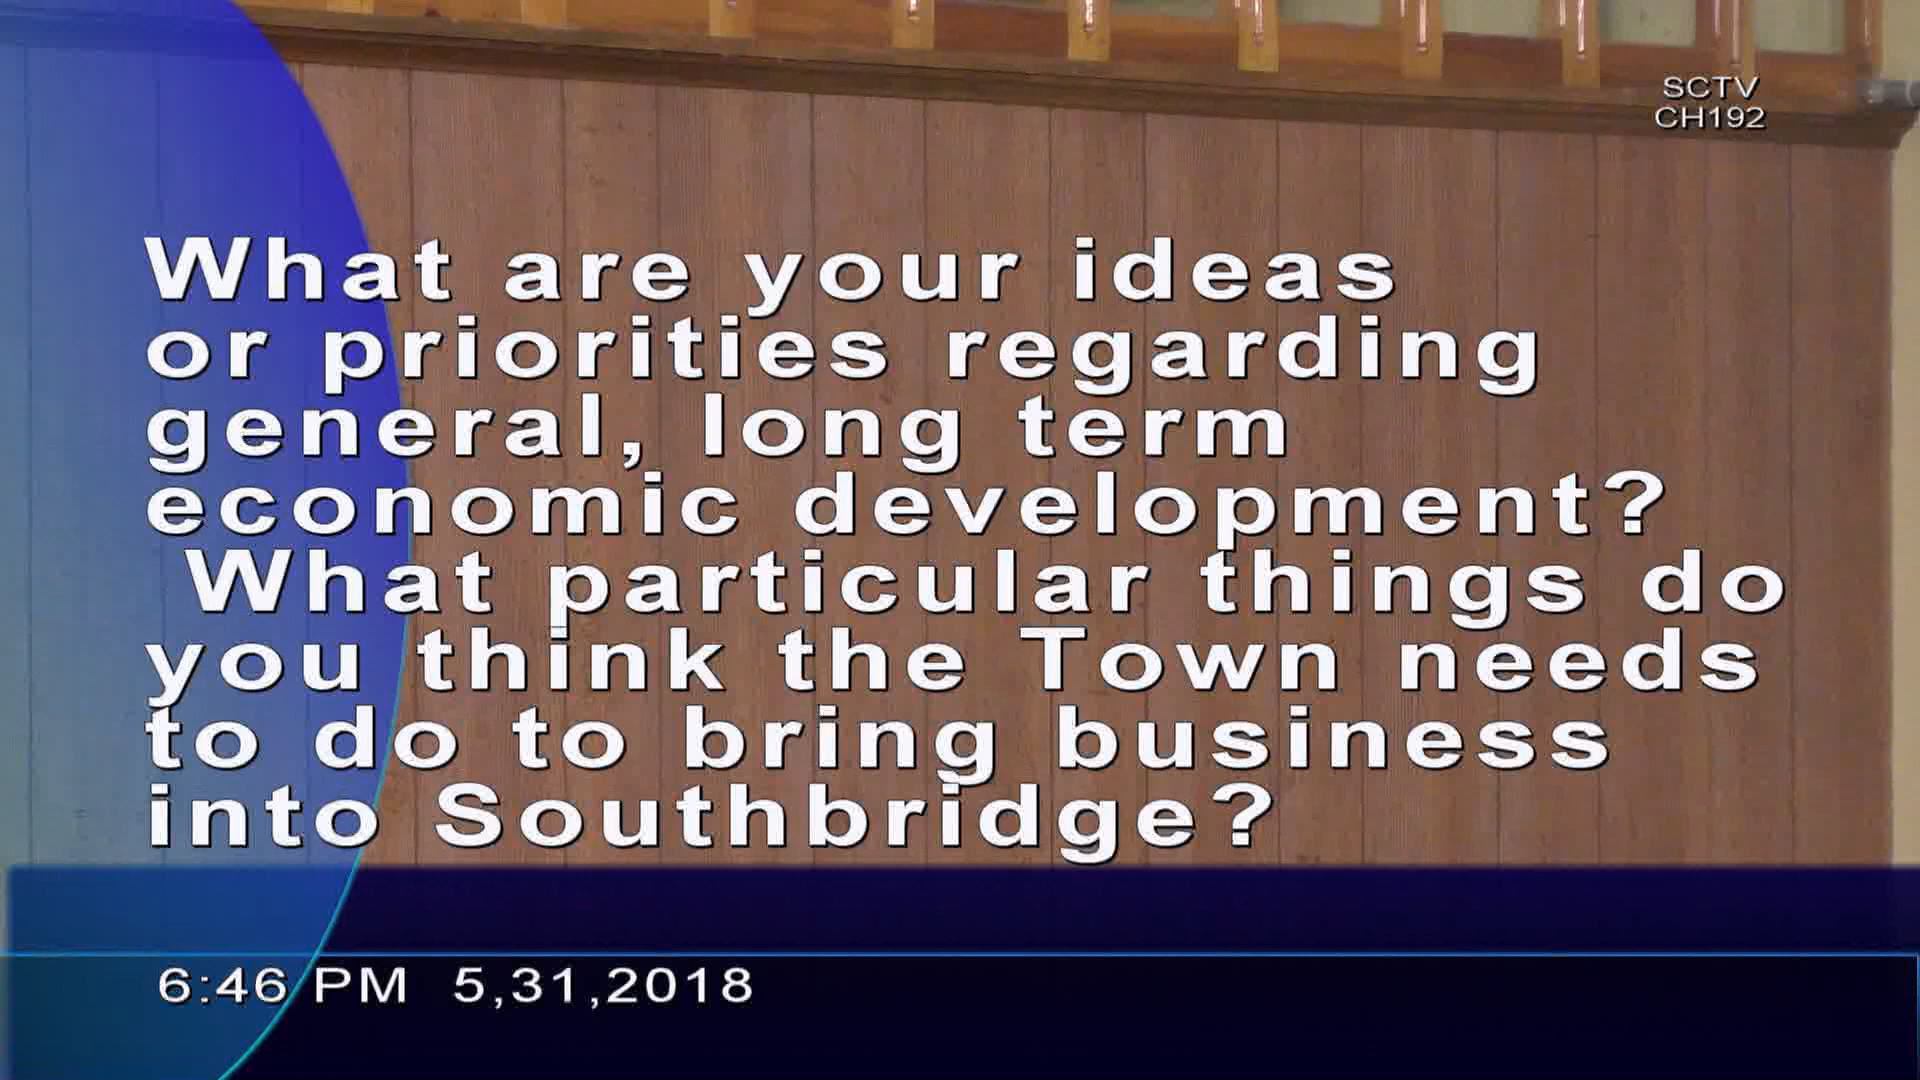 SCTV
CH192
What are your ideas
or priorities regarding
general, long term
economic development?
What particular things do
you think the Town needs
to do to bring business
into Southbridge?
6:46 PM 5,31,2018